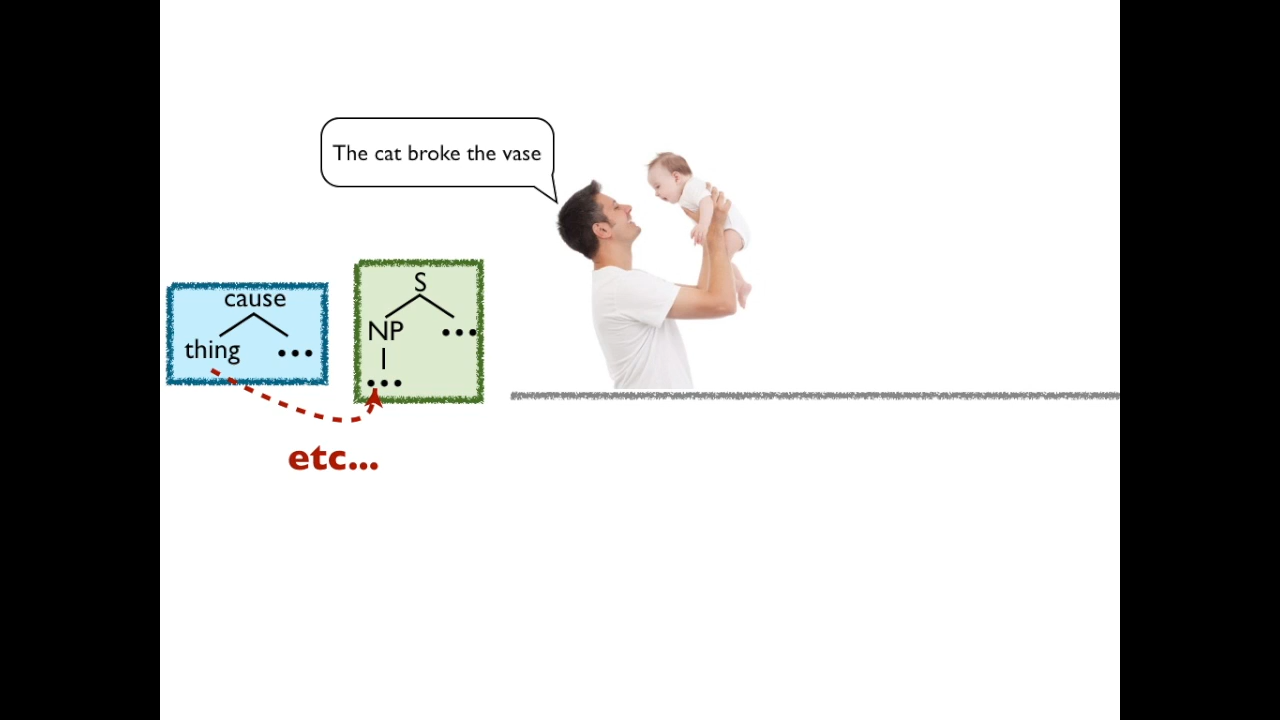 The cat broke the vase
cause
thing ...
S
NP ...
...
etc...